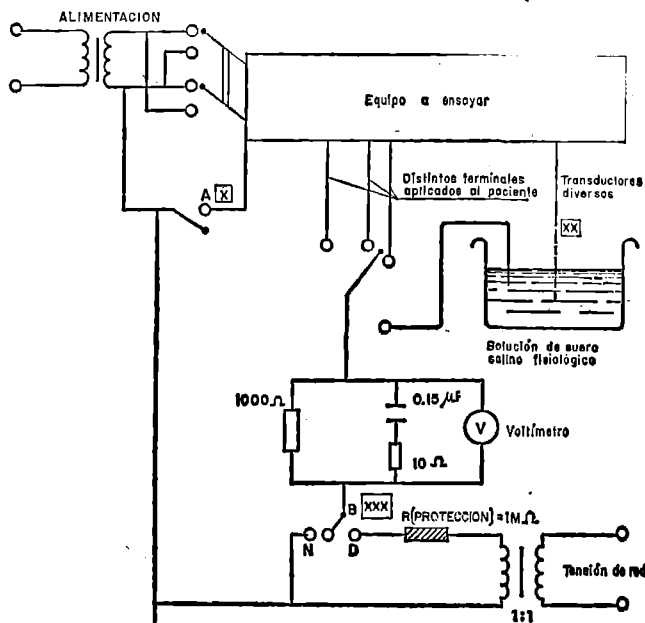 ALIMENTACION
Equipo a ensayar
Distintos terminales
aplicados al paciente
Transductores
diversos
A X
XX
Solución de suero
salino fisiológico
1000Ω
0.15μF
10Ω
V
Voltímetro
B XXX
N
D
R(PROTECCION)=1MΩ
Tensión de red
1:1